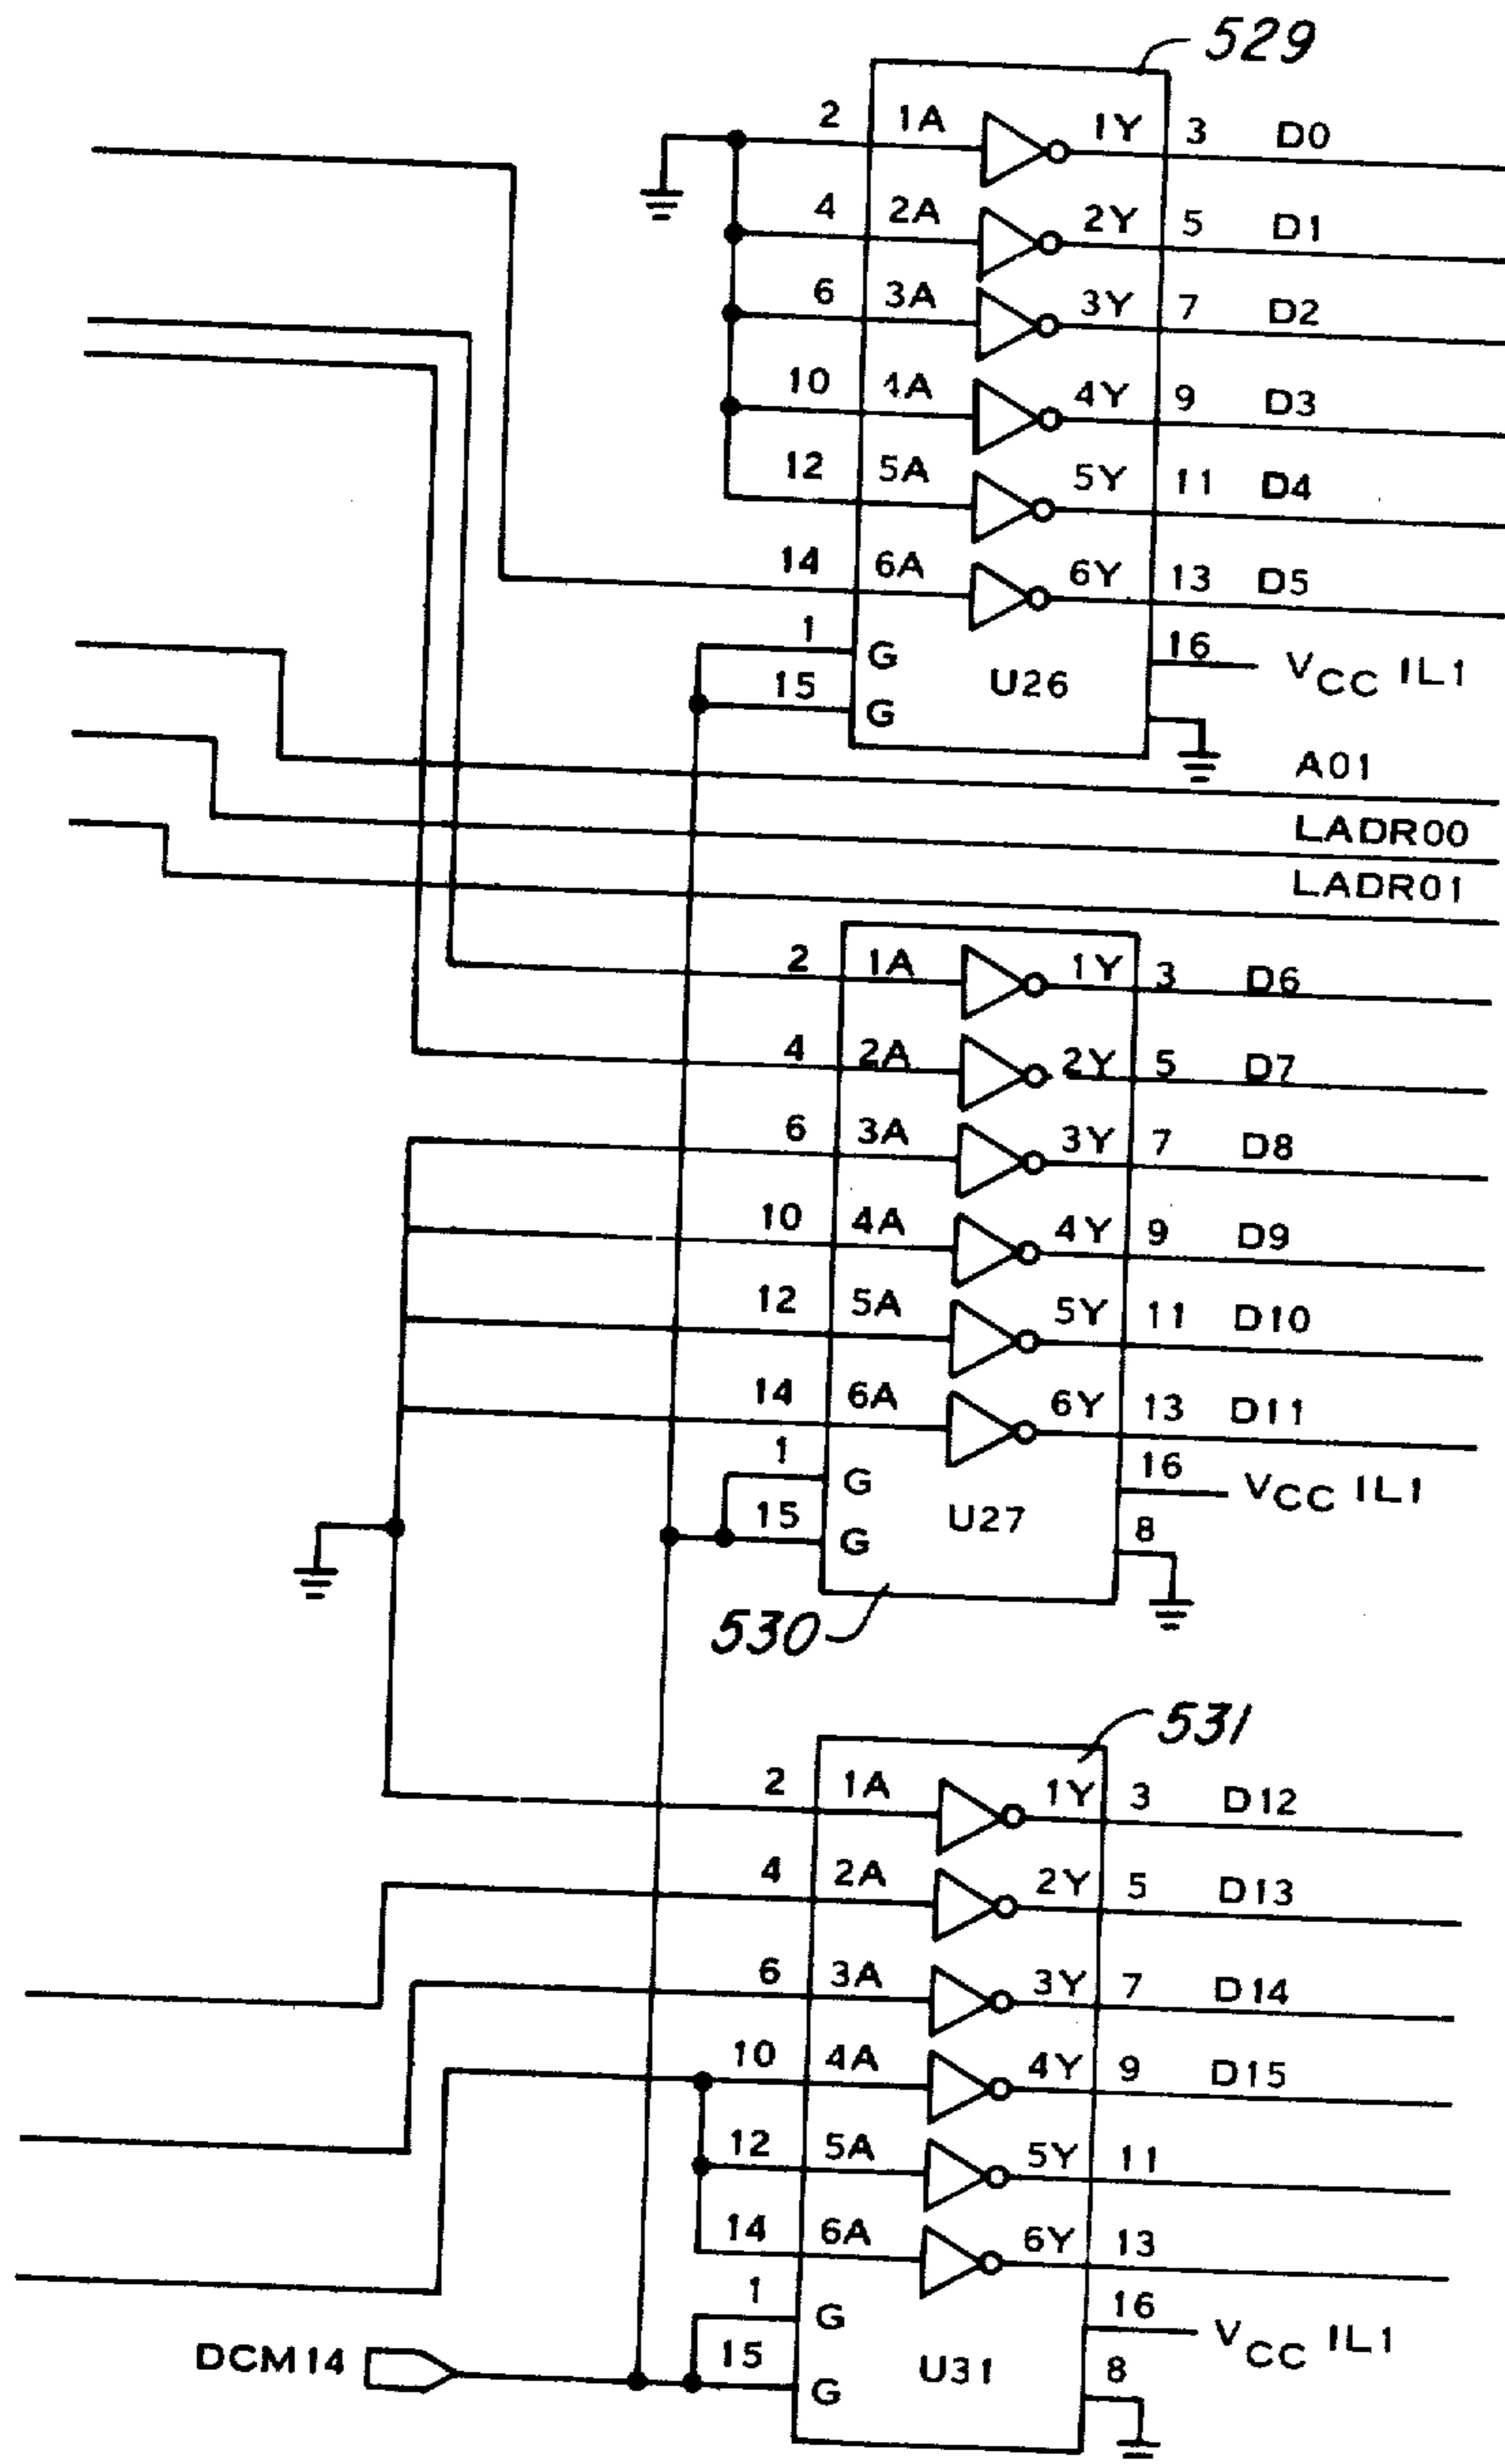 529
2 1A 1Y 3 D0
4 2A 2Y 5 D1
6 3A 3Y 7 D2
10 4A 4Y 9 D3
12 5A 5Y 11 D4
14 6A 6Y 13 D5
1 G
U26
16 VCC IL1
15 G
A01
LADR00
LADR01
2 1A 1Y 3 D6
4 2A 2Y 5 D7
6 3A 3Y 7 D8
10 4A 4Y 9 D9
12 5A 5Y 11 D10
14 6A 6Y 13 D11
1 G
U27
16 VCC IL1
15 G
8
530
531
2 1A 1Y 3 D12
4 2A 2Y 5 D13
6 3A 3Y 7 D14
10 4A 4Y 9 D15
12 5A 5Y 11
14 6A 6Y 13
1 G
16 VCC IL1
DCM14
15 G
U31
8